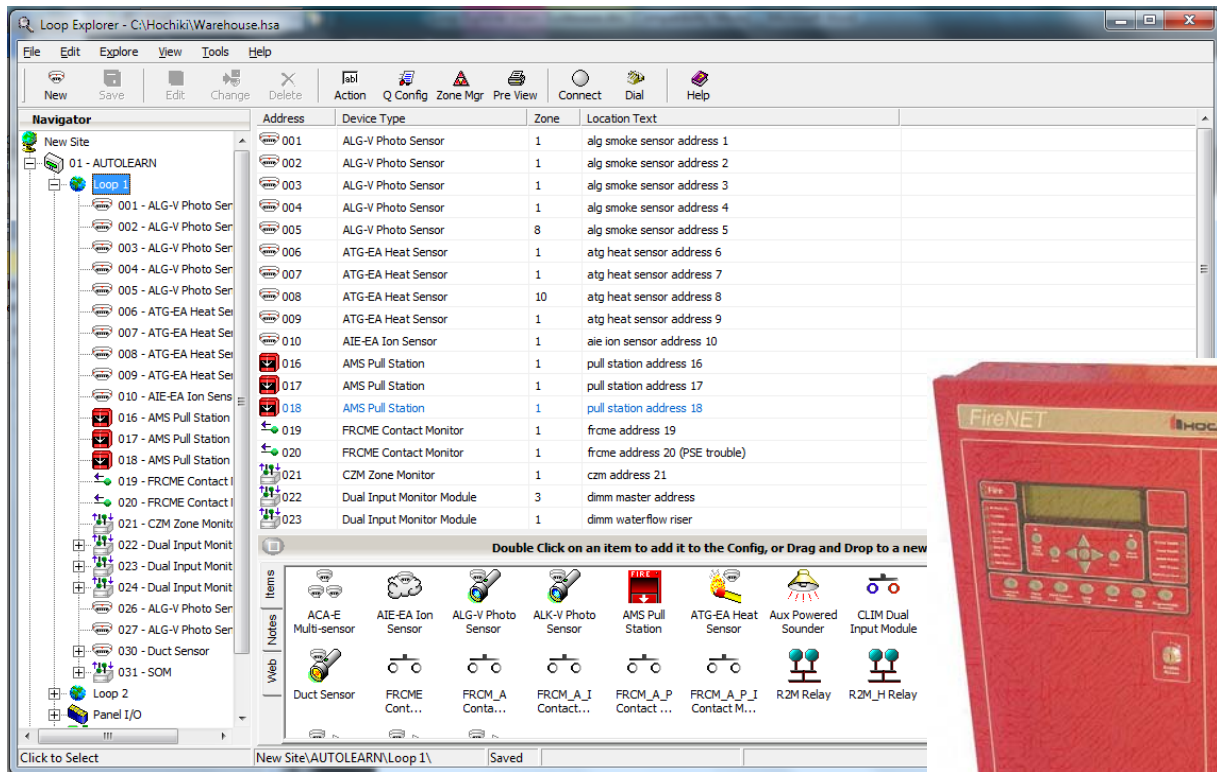 Loop Explorer - C:\Hochiki\Warehouse.hsa
File Edit Explore View Tools Help
New Save Edit Change Delete Action Q Config Zone Mgr Pre View Connect Dial Help
Navigator
New Site
01 - AUTOLEARN
Loop 1
001 - ALG-V Photo Ser
002 - ALG-V Photo Ser
003 - ALG-V Photo Ser
004 - ALG-V Photo Ser
005 - ALG-V Photo Ser
006 - ATG-EA Heat Se
007 - ATG-EA Heat Se
008 - ATG-EA Heat Se
009 - ATG-EA Heat Se
010 - AIE-EA Ion Sens
016 - AMS Pull Station
017 - AMS Pull Station
018 - AMS Pull Station
019 - FRCME Contact
020 - FRCME Contact
021 - CZM Zone Monit
022 - Dual Input Monit
023 - Dual Input Monit
024 - Dual Input Monit
026 - ALG-V Photo Ser
027 - ALG-V Photo Ser
030 - Duct Sensor
031 - SOM
Loop 2
Panel I/O
Address Device Type Zone Location Text
001 ALG-V Photo Sensor 1 alg smoke sensor address 1
002 ALG-V Photo Sensor 1 alg smoke sensor address 2
003 ALG-V Photo Sensor 1 alg smoke sensor address 3
004 ALG-V Photo Sensor 1 alg smoke sensor address 4
005 ALG-V Photo Sensor 8 alg smoke sensor address 5
006 ATG-EA Heat Sensor 1 atg heat sensor address 6
007 ATG-EA Heat Sensor 1 atg heat sensor address 7
008 ATG-EA Heat Sensor 10 atg heat sensor address 8
009 ATG-EA Heat Sensor 1 atg heat sensor address 9
010 AIE-EA Ion Sensor 1 aie ion sensor address 10
016 AMS Pull Station 1 pull station address 16
017 AMS Pull Station 1 pull station address 17
018 AMS Pull Station 1 pull station address 18
019 FRCME Contact Monitor 1 frcme address 19
020 FRCME Contact Monitor 1 frcme address 20 (PSE trouble)
021 CZM Zone Monitor 1 czm address 21
022 Dual Input Monitor Module 3 dimm master address
023 Dual Input Monitor Module 1 dimm waterflow riser
Double Click on an item to add it to the Config, or Drag and Drop to a new
Items
Notes
Web
FIRE
ACA-E AIE-EA Ion ALG-V Photo ALK-V Photo AMS Pull ATG-EA Heat Aux Powered CLIM Dual
Multi-sensor Sensor Sensor Sensor Station Sensor Sounder Input Module
Duct Sensor FRCME FRCM_A FRCM_A_I FRCM_A_P FRCM_A_P_I R2M Relay R2M_H Relay
Cont... Conta... Contact... Contact ... Contact M...
Click to Select New Site\AUTOLEARN\Loop 1\ Saved
FireNET
HOC
Fire